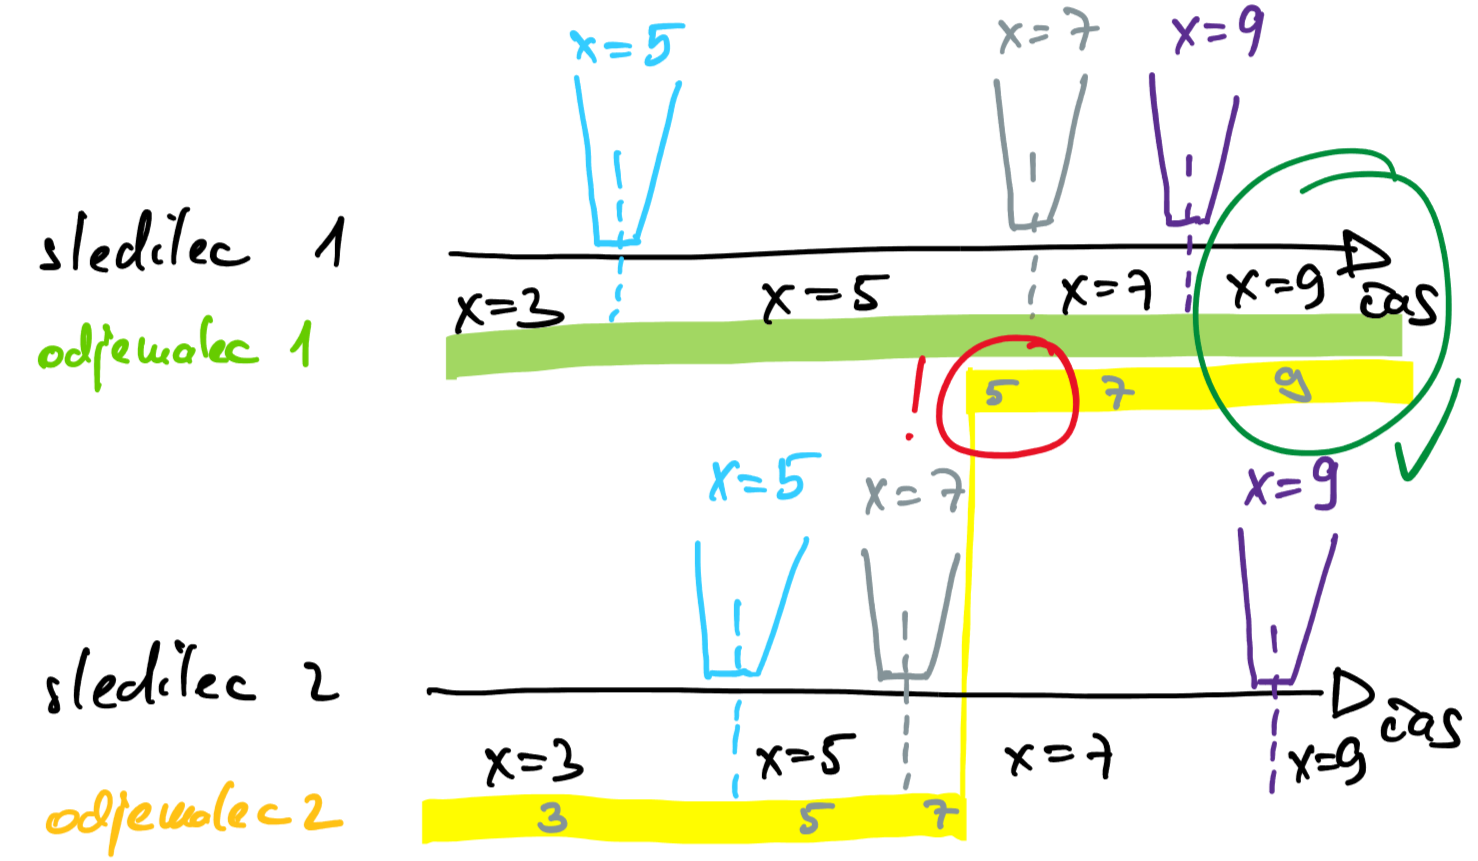 x=5 x=7 x=9
sledilec 1
x=3 x=5 x=7 x=9 čas
odjemalec 1
! 5 7 9
x=5 x=7 x=9
sledilec 2
čas
x=3 x=5 x=7 x=9
odjemalec 2
3 5 7